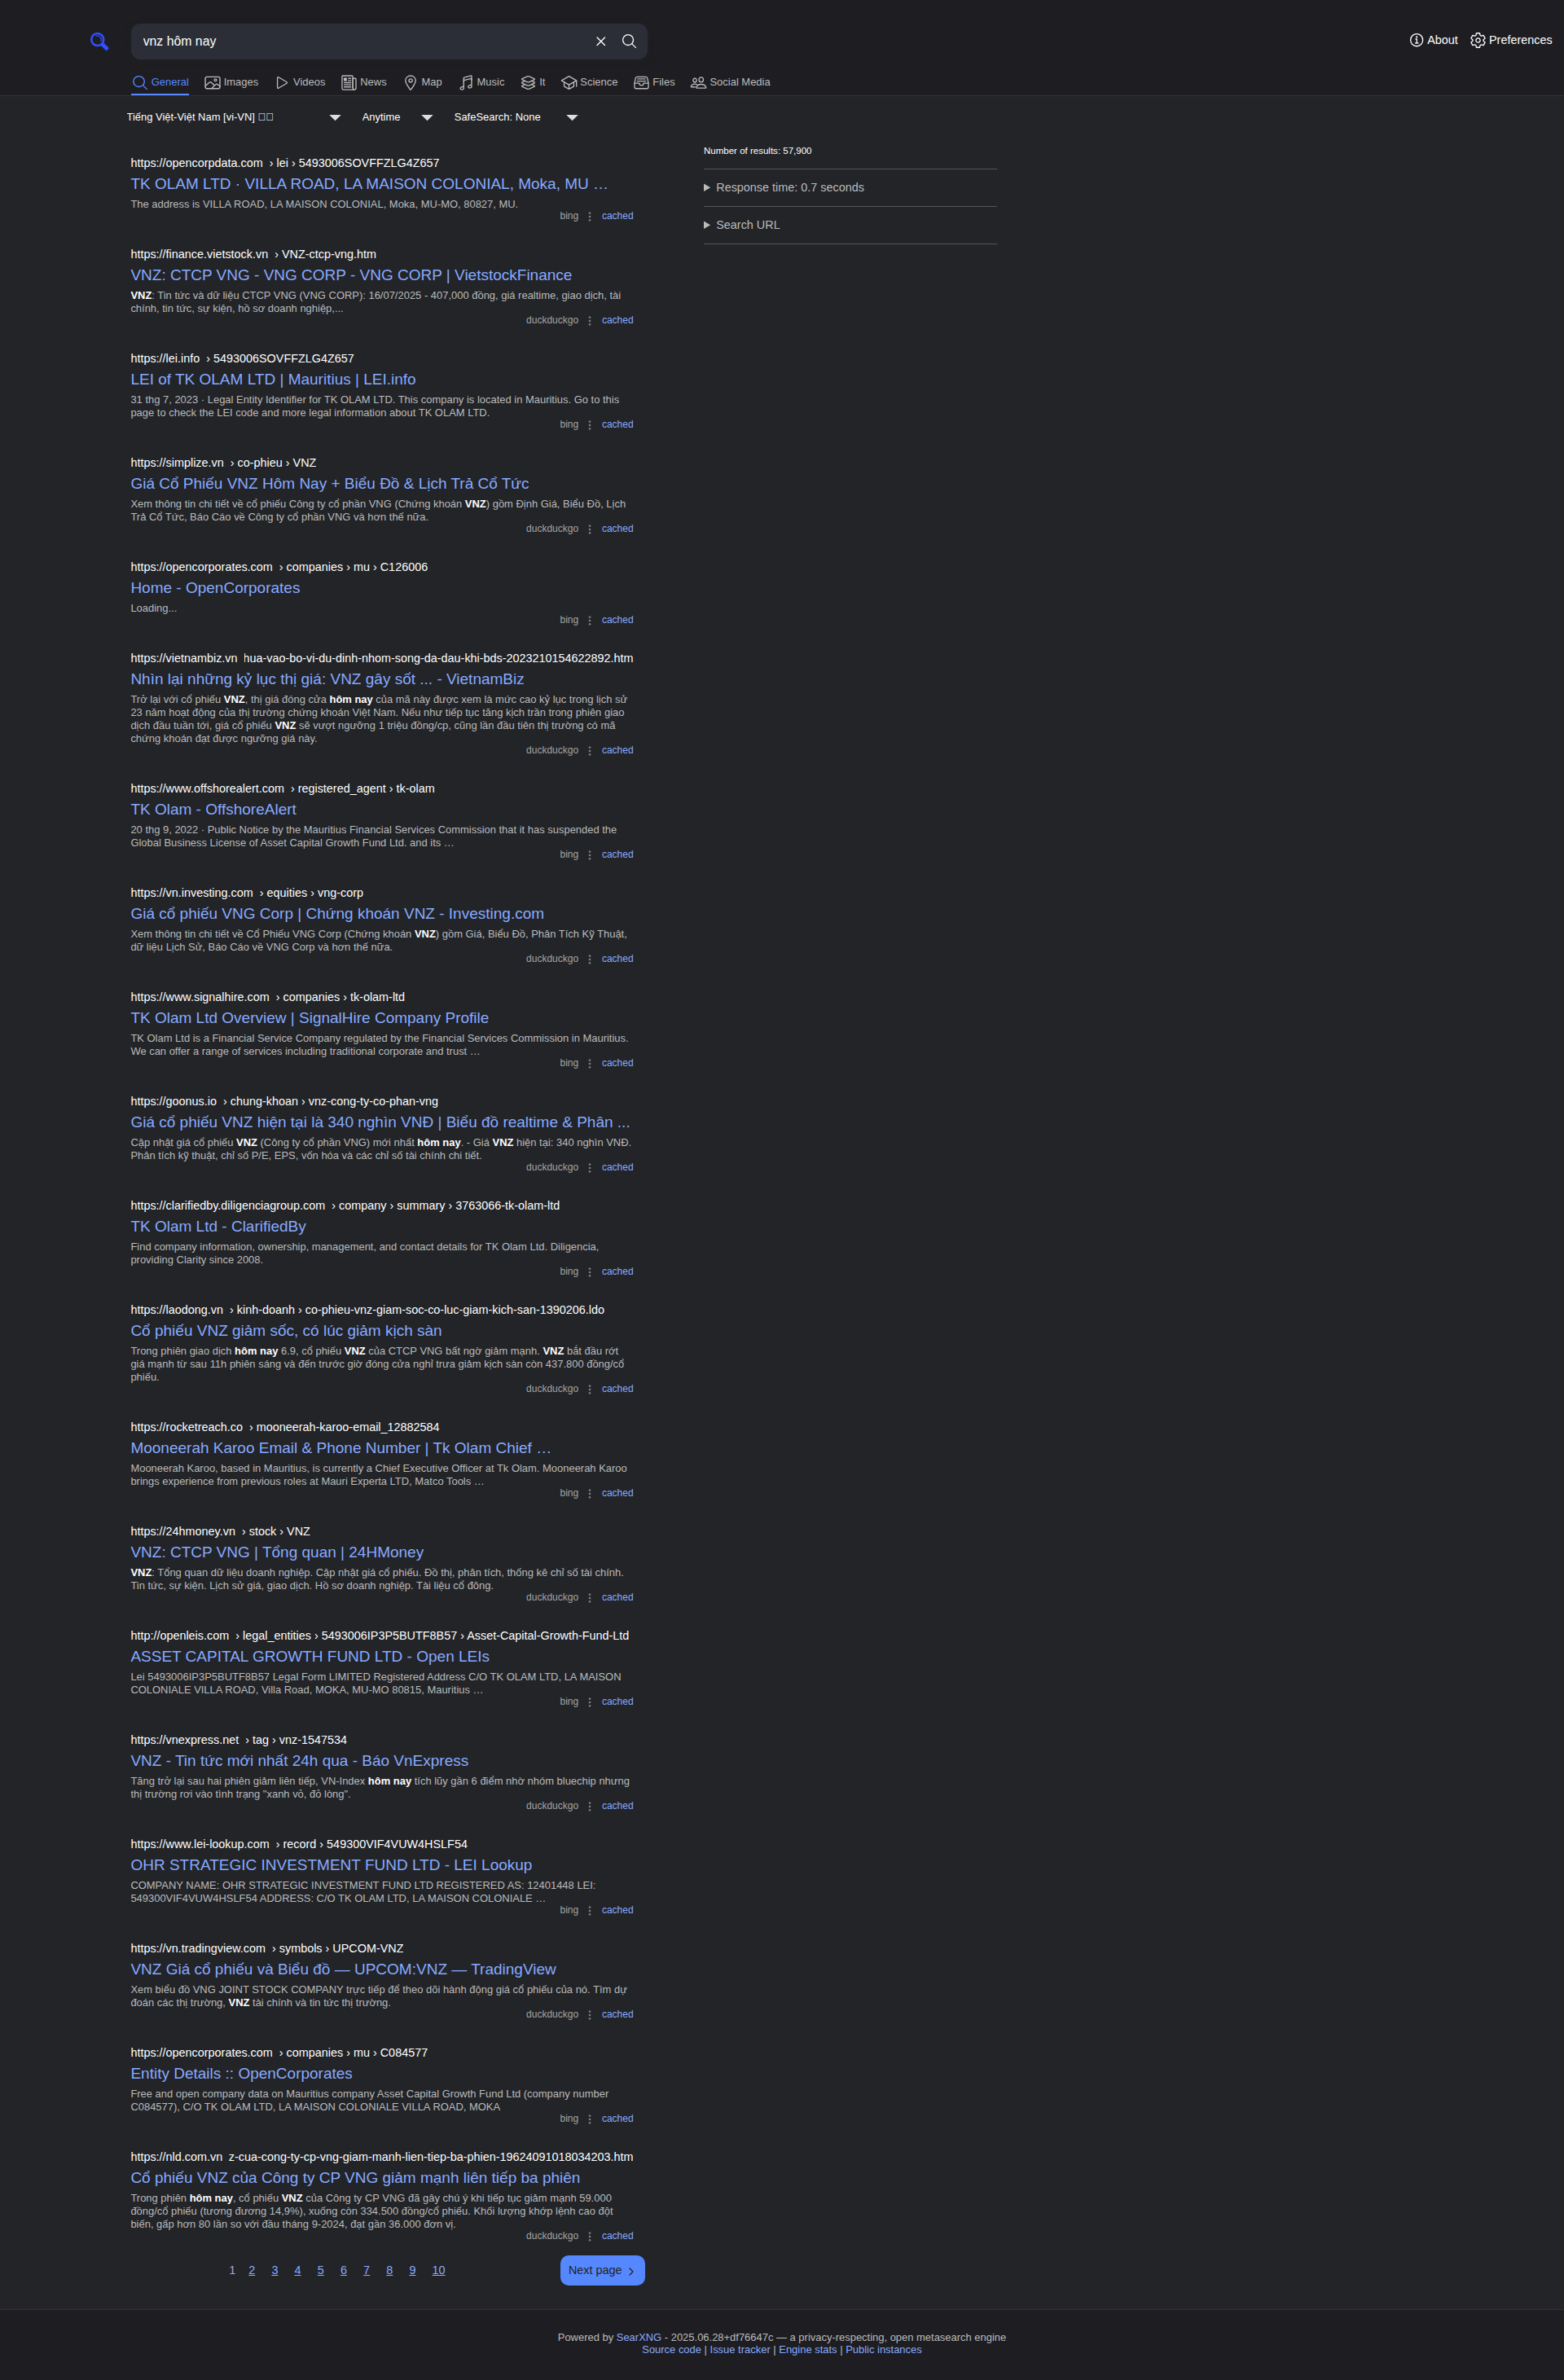 vnz hôm nay
About
Preferences
General
Images
Videos
News
Map
Music
It
Science
Files
Social Media
Tiếng Việt-Việt Nam [vi-VN]
Anytime
SafeSearch: None
Number of results: 57,900
Response time: 0.7 seconds
Search URL
https://opencorpdata.com › lei › 5493006SOVFFZLG4Z657
TK OLAM LTD · VILLA ROAD, LA MAISON COLONIAL, Moka, MU …
The address is VILLA ROAD, LA MAISON COLONIAL, Moka, MU-MO, 80827, MU.
bing ⋮ cached
https://finance.vietstock.vn › VNZ-ctcp-vng.htm
VNZ: CTCP VNG - VNG CORP - VNG CORP | VietstockFinance
VNZ: Tin tức và dữ liệu CTCP VNG (VNG CORP): 16/07/2025 - 407,000 đồng, giá realtime, giao dịch, tài
chính, tin tức, sự kiện, hồ sơ doanh nghiệp,...
duckduckgo ⋮ cached
https://lei.info › 5493006SOVFFZLG4Z657
LEI of TK OLAM LTD | Mauritius | LEI.info
31 thg 7, 2023 · Legal Entity Identifier for TK OLAM LTD. This company is located in Mauritius. Go to this
page to check the LEI code and more legal information about TK OLAM LTD.
bing ⋮ cached
https://simplize.vn › co-phieu › VNZ
Giá Cổ Phiếu VNZ Hôm Nay + Biểu Đồ & Lịch Trả Cổ Tức
Xem thông tin chi tiết về cổ phiếu Công ty cổ phần VNG (Chứng khoán VNZ) gồm Định Giá, Biểu Đồ, Lịch
Trả Cổ Tức, Báo Cáo về Công ty cổ phần VNG và hơn thế nữa.
duckduckgo ⋮ cached
https://opencorporates.com › companies › mu › C126006
Home - OpenCorporates
Loading...
bing ⋮ cached
https://vietnambiz.vn hua-vao-bo-vi-du-dinh-nhom-song-da-dau-khi-bds-2023210154622892.htm
Nhìn lại những kỷ lục thị giá: VNZ gây sốt ... - VietnamBiz
Trở lại với cổ phiếu VNZ, thị giá đóng cửa hôm nay của mã này được xem là mức cao kỷ lục trong lịch sử
23 năm hoạt động của thị trường chứng khoán Việt Nam. Nếu như tiếp tục tăng kịch trần trong phiên giao
dịch đầu tuần tới, giá cổ phiếu VNZ sẽ vượt ngưỡng 1 triệu đồng/cp, cũng lần đầu tiên thị trường có mã
chứng khoán đạt được ngưỡng giá này.
duckduckgo ⋮ cached
https://www.offshorealert.com › registered_agent › tk-olam
TK Olam - OffshoreAlert
20 thg 9, 2022 · Public Notice by the Mauritius Financial Services Commission that it has suspended the
Global Business License of Asset Capital Growth Fund Ltd. and its …
bing ⋮ cached
https://vn.investing.com › equities › vng-corp
Giá cổ phiếu VNG Corp | Chứng khoán VNZ - Investing.com
Xem thông tin chi tiết về Cổ Phiếu VNG Corp (Chứng khoán VNZ) gồm Giá, Biểu Đồ, Phân Tích Kỹ Thuật,
dữ liệu Lịch Sử, Báo Cáo về VNG Corp và hơn thế nữa.
duckduckgo ⋮ cached
https://www.signalhire.com › companies › tk-olam-ltd
TK Olam Ltd Overview | SignalHire Company Profile
TK Olam Ltd is a Financial Service Company regulated by the Financial Services Commission in Mauritius.
We can offer a range of services including traditional corporate and trust …
bing ⋮ cached
https://goonus.io › chung-khoan › vnz-cong-ty-co-phan-vng
Giá cổ phiếu VNZ hiện tại là 340 nghìn VNĐ | Biểu đồ realtime & Phân ...
Cập nhật giá cổ phiếu VNZ (Công ty cổ phần VNG) mới nhất hôm nay. - Giá VNZ hiện tại: 340 nghìn VNĐ.
Phân tích kỹ thuật, chỉ số P/E, EPS, vốn hóa và các chỉ số tài chính chi tiết.
duckduckgo ⋮ cached
https://clarifiedby.diligenciagroup.com › company › summary › 3763066-tk-olam-ltd
TK Olam Ltd - ClarifiedBy
Find company information, ownership, management, and contact details for TK Olam Ltd. Diligencia,
providing Clarity since 2008.
bing ⋮ cached
https://laodong.vn › kinh-doanh › co-phieu-vnz-giam-soc-co-luc-giam-kich-san-1390206.ldo
Cổ phiếu VNZ giảm sốc, có lúc giảm kịch sàn
Trong phiên giao dịch hôm nay 6.9, cổ phiếu VNZ của CTCP VNG bất ngờ giảm mạnh. VNZ bắt đầu rớt
giá mạnh từ sau 11h phiên sáng và đến trước giờ đóng cửa nghỉ trưa giảm kịch sàn còn 437.800 đồng/cổ
phiếu.
duckduckgo ⋮ cached
https://rocketreach.co › mooneerah-karoo-email_12882584
Mooneerah Karoo Email & Phone Number | Tk Olam Chief …
Mooneerah Karoo, based in Mauritius, is currently a Chief Executive Officer at Tk Olam. Mooneerah Karoo
brings experience from previous roles at Mauri Experta LTD, Matco Tools …
bing ⋮ cached
https://24hmoney.vn › stock › VNZ
VNZ: CTCP VNG | Tổng quan | 24HMoney
VNZ: Tổng quan dữ liệu doanh nghiệp. Cập nhật giá cổ phiếu. Đồ thị, phân tích, thống kê chỉ số tài chính.
Tin tức, sự kiện. Lịch sử giá, giao dịch. Hồ sơ doanh nghiệp. Tài liệu cổ đông.
duckduckgo ⋮ cached
http://openleis.com › legal_entities › 5493006IP3P5BUTF8B57 › Asset-Capital-Growth-Fund-Ltd
ASSET CAPITAL GROWTH FUND LTD - Open LEIs
Lei 5493006IP3P5BUTF8B57 Legal Form LIMITED Registered Address C/O TK OLAM LTD, LA MAISON
COLONIALE VILLA ROAD, Villa Road, MOKA, MU-MO 80815, Mauritius …
bing ⋮ cached
https://vnexpress.net › tag › vnz-1547534
VNZ - Tin tức mới nhất 24h qua - Báo VnExpress
Tăng trở lại sau hai phiên giảm liên tiếp, VN-Index hôm nay tích lũy gần 6 điểm nhờ nhóm bluechip nhưng
thị trường rơi vào tình trạng "xanh vỏ, đỏ lòng".
duckduckgo ⋮ cached
https://www.lei-lookup.com › record › 549300VIF4VUW4HSLF54
OHR STRATEGIC INVESTMENT FUND LTD - LEI Lookup
COMPANY NAME: OHR STRATEGIC INVESTMENT FUND LTD REGISTERED AS: 12401448 LEI:
549300VIF4VUW4HSLF54 ADDRESS: C/O TK OLAM LTD, LA MAISON COLONIALE …
bing ⋮ cached
https://vn.tradingview.com › symbols › UPCOM-VNZ
VNZ Giá cổ phiếu và Biểu đồ — UPCOM:VNZ — TradingView
Xem biểu đồ VNG JOINT STOCK COMPANY trực tiếp để theo dõi hành động giá cổ phiếu của nó. Tìm dự
đoán các thị trường, VNZ tài chính và tin tức thị trường.
duckduckgo ⋮ cached
https://opencorporates.com › companies › mu › C084577
Entity Details :: OpenCorporates
Free and open company data on Mauritius company Asset Capital Growth Fund Ltd (company number
C084577), C/O TK OLAM LTD, LA MAISON COLONIALE VILLA ROAD, MOKA
bing ⋮ cached
https://nld.com.vn z-cua-cong-ty-cp-vng-giam-manh-lien-tiep-ba-phien-19624091018034203.htm
Cổ phiếu VNZ của Công ty CP VNG giảm mạnh liên tiếp ba phiên
Trong phiên hôm nay, cổ phiếu VNZ của Công ty CP VNG đã gây chú ý khi tiếp tục giảm mạnh 59.000
đồng/cổ phiếu (tương đương 14,9%), xuống còn 334.500 đồng/cổ phiếu. Khối lượng khớp lệnh cao đột
biến, gấp hơn 80 lần so với đầu tháng 9-2024, đạt gần 36.000 đơn vị.
duckduckgo ⋮ cached
1 2 3 4 5 6 7 8 9 10
Next page
Powered by SearXNG - 2025.06.28+df76647c — a privacy-respecting, open metasearch engine
Source code | Issue tracker | Engine stats | Public instances